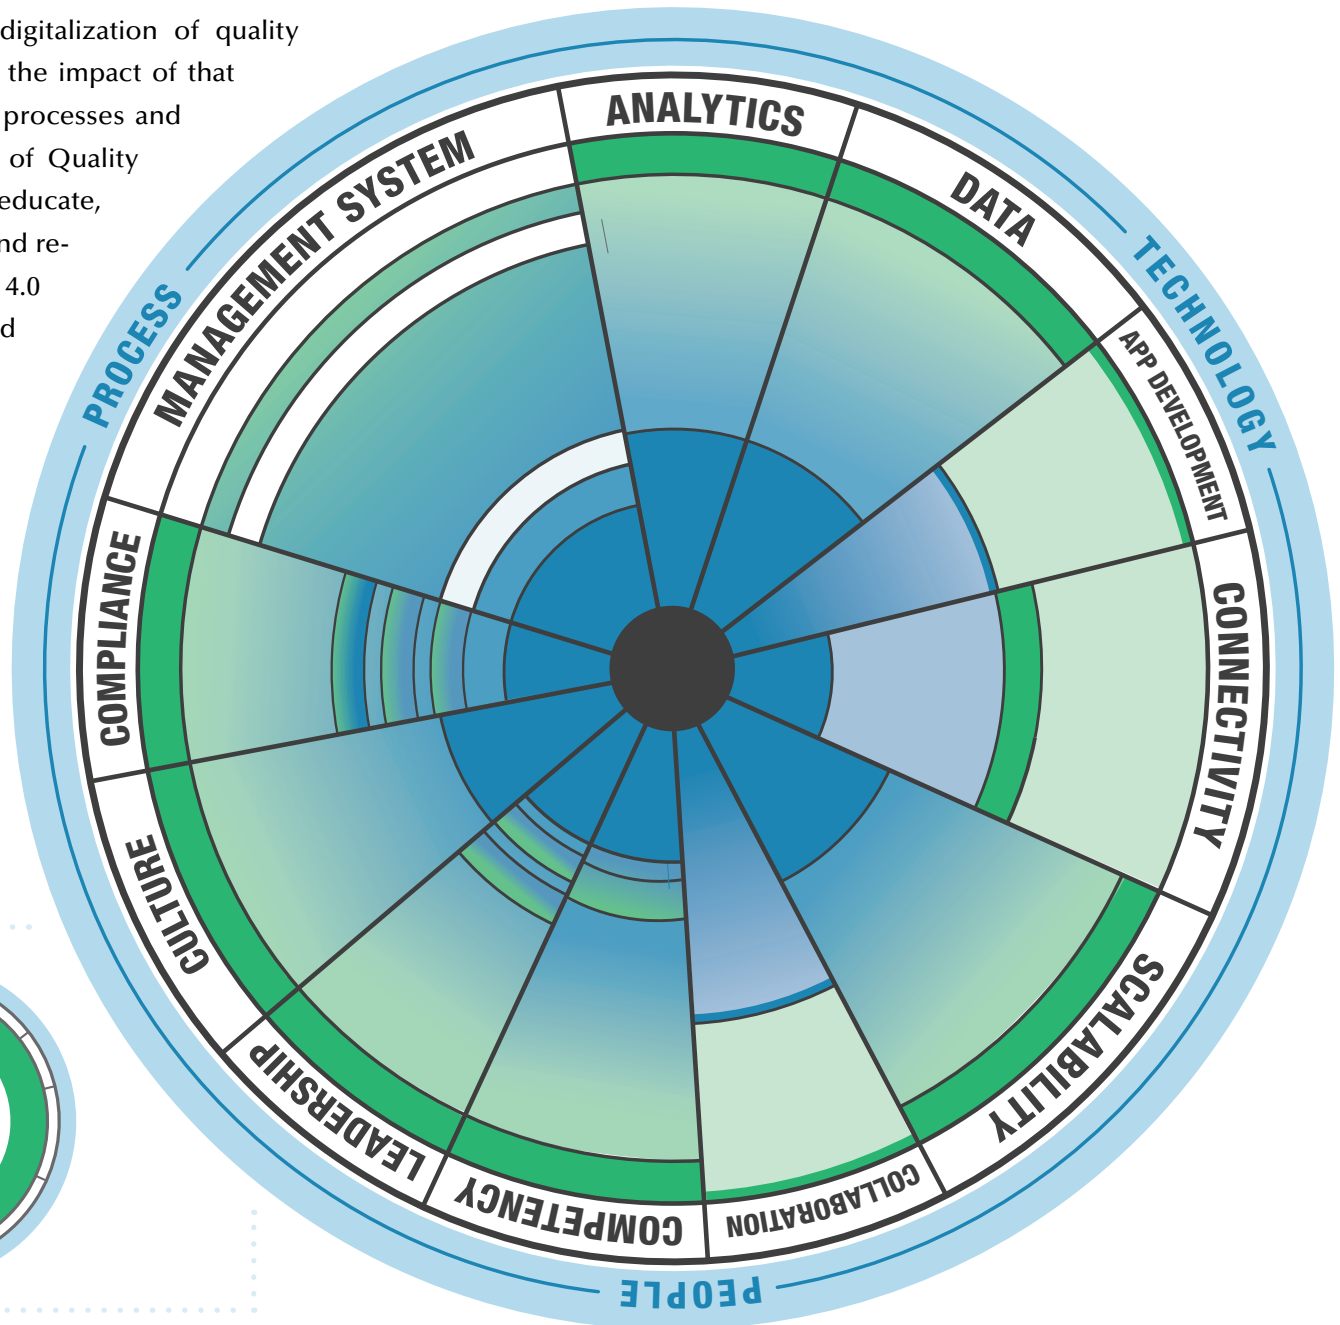 digitalization of quality
the impact of that
processes and
of Quality
educate,
nd re-
4.0
d
PROCESS
TECHNOLOGY
PEOPLE
MANAGEMENT SYSTEM
ANALYTICS
DATA
APP DEVELOPMENT
CONNECTIVITY
SCALABILITY
COLLABORATION
COMPETENCY
LEADERSHIP
CULTURE
COMPLIANCE